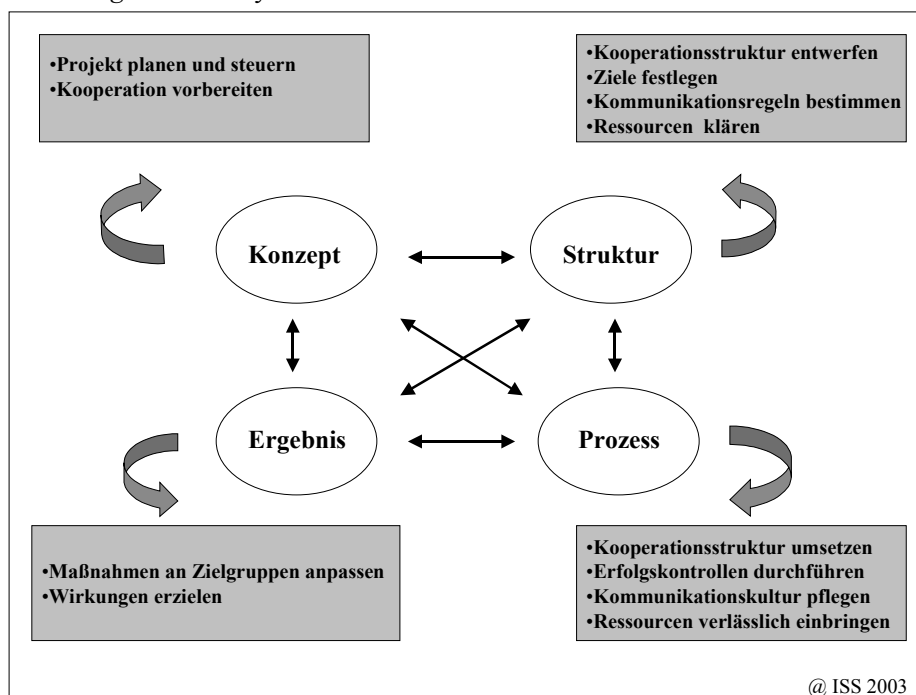 •Projekt planen und steuern
•Kooperation vorbereiten
•Kooperationsstruktur entwerfen
•Ziele festlegen
•Kommunikationsregeln bestimmen
•Ressourcen klären
Konzept
Struktur
Ergebnis
Prozess
•Maßnahmen an Zielgruppen anpassen
•Wirkungen erzielen
•Kooperationsstruktur umsetzen
•Erfolgskontrollen durchführen
•Kommunikationskultur pflegen
•Ressourcen verlässlich einbringen
@ ISS 2003